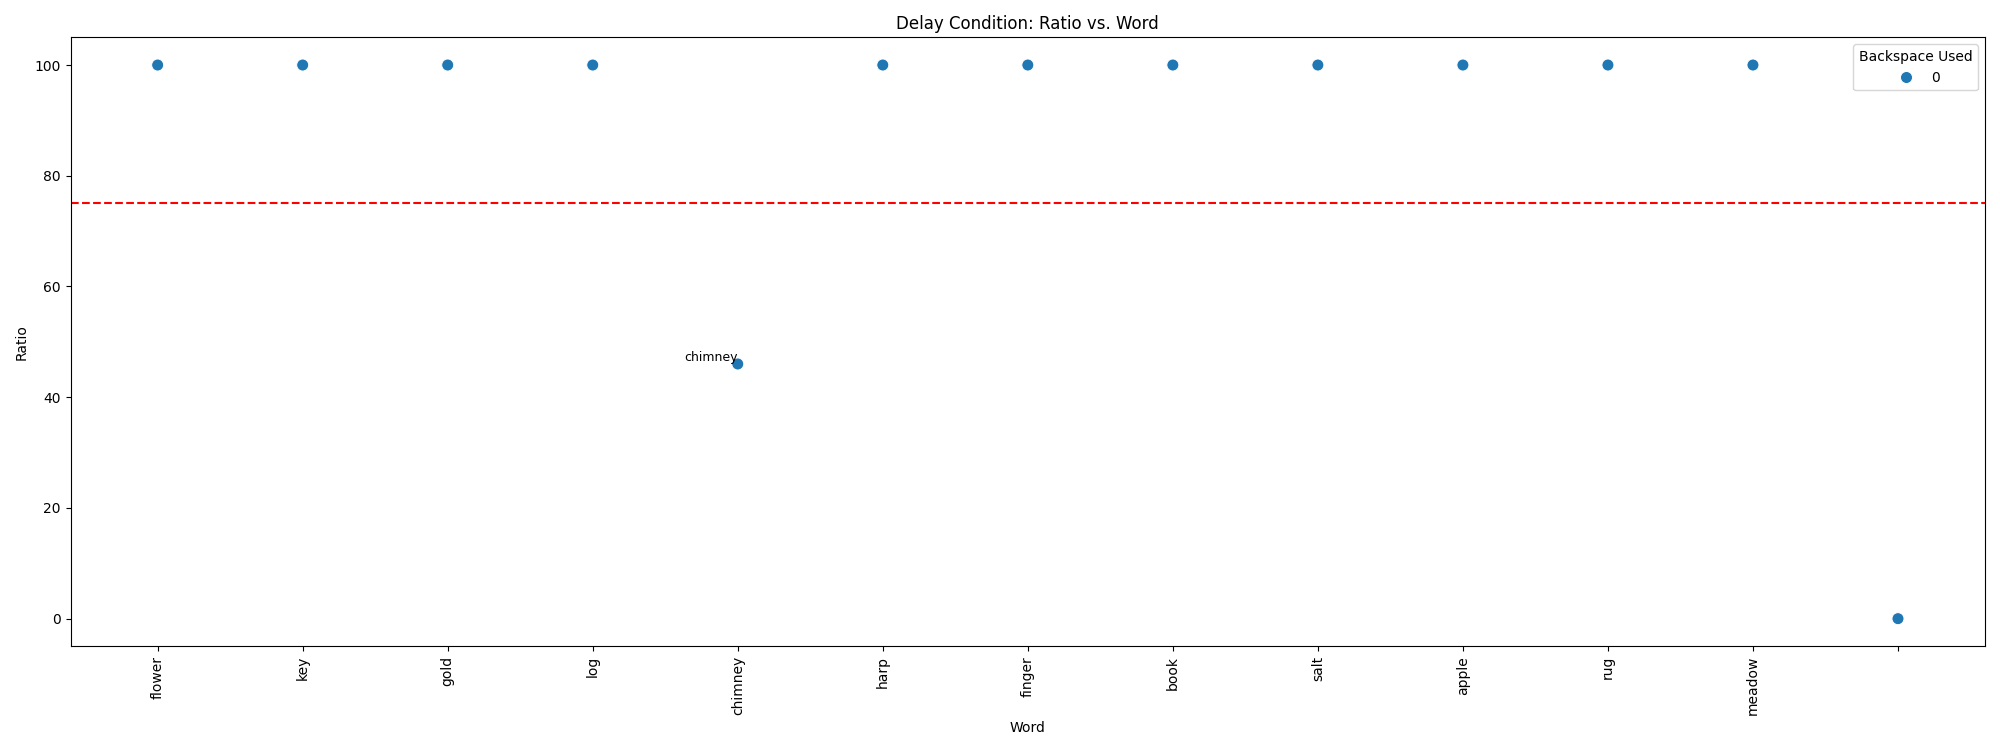 Delay Condition: Ratio vs. Word
Backspace Used
0
100
80
60
40
20
0
Ratio
chimney
flower
key
gold
log
chimney
harp
finger
book
salt
apple
rug
meadow
Word